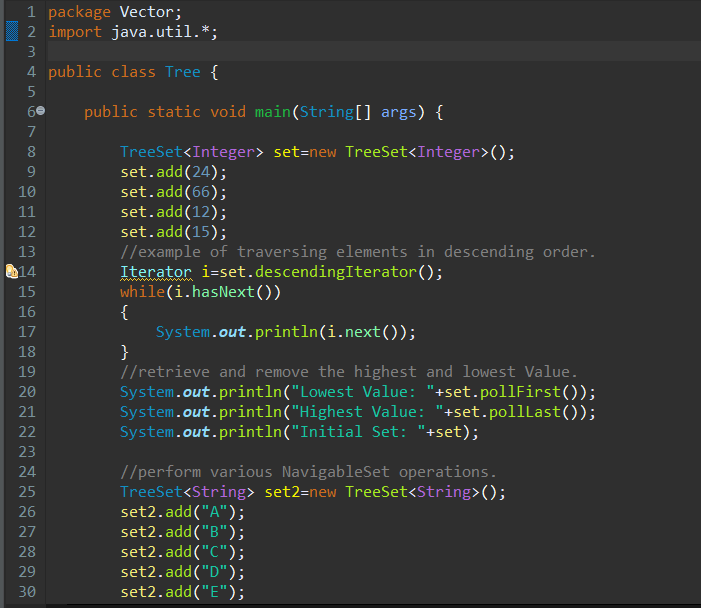 1 package Vector;
2 import java.util.*;
3
4 public class Tree {
5
6 public static void main(String[] args) {
7
8 TreeSet<Integer> set=new TreeSet<Integer>();
9 set.add(24);
10 set.add(66);
11 set.add(12);
12 set.add(15);
13 //example of traversing elements in descending order.
14 Iterator i=set.descendingIterator();
15 while(i.hasNext())
16 {
17 System.out.println(i.next());
18 }
19 //retrieve and remove the highest and lowest Value.
20 System.out.println("Lowest Value: "+set.pollFirst());
21 System.out.println("Highest Value: "+set.pollLast());
22 System.out.println("Initial Set: "+set);
23
24 //perform various NavigableSet operations.
25 TreeSet<String> set2=new TreeSet<String>();
26 set2.add("A");
27 set2.add("B");
28 set2.add("C");
29 set2.add("D");
30 set2.add("E");